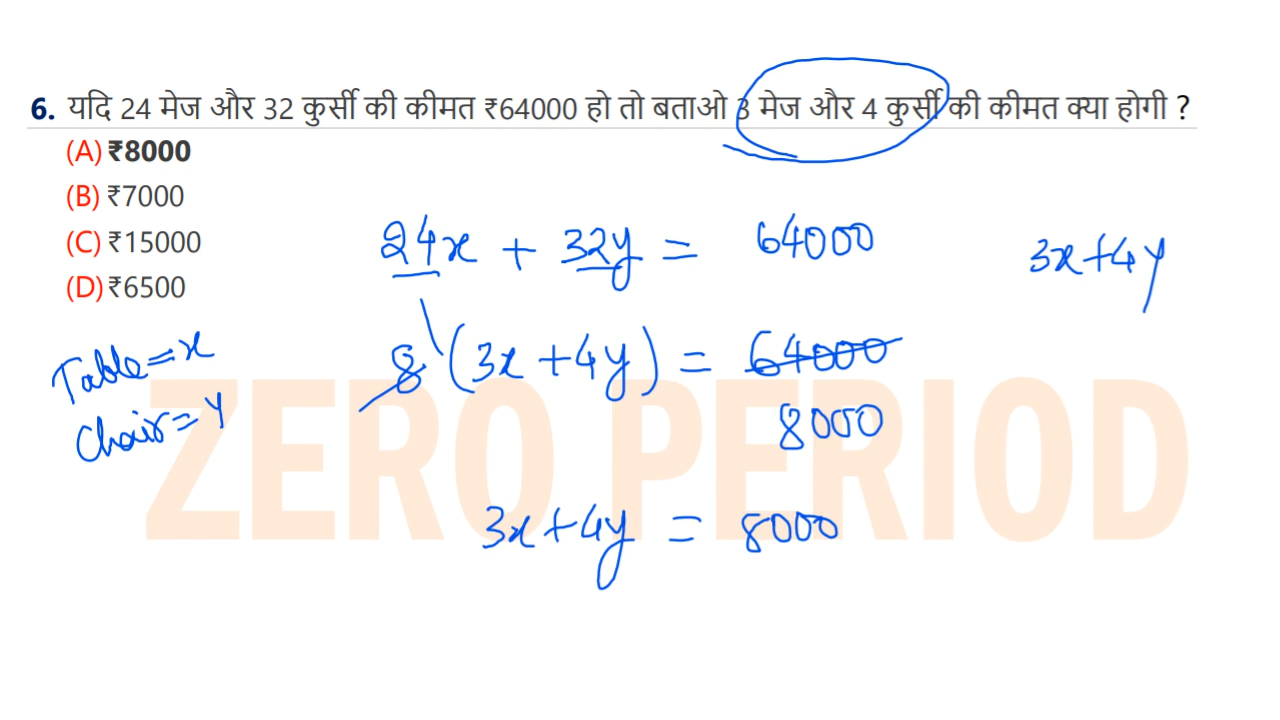 6. यदि 24 मेज और 32 कुर्सी की कीमत ₹64000 हो तो बताओ 3 मेज और 4 कुर्सी की कीमत क्या होगी ?
(A) ₹8000
(B) ₹7000
(C) ₹15000
(D) ₹6500
24x + 32y = 64000
3x+4y
Table=x
8 (3x +4y) = 64000
Chair=y
8000
3x+4y = 8000
ZERO PERIOD